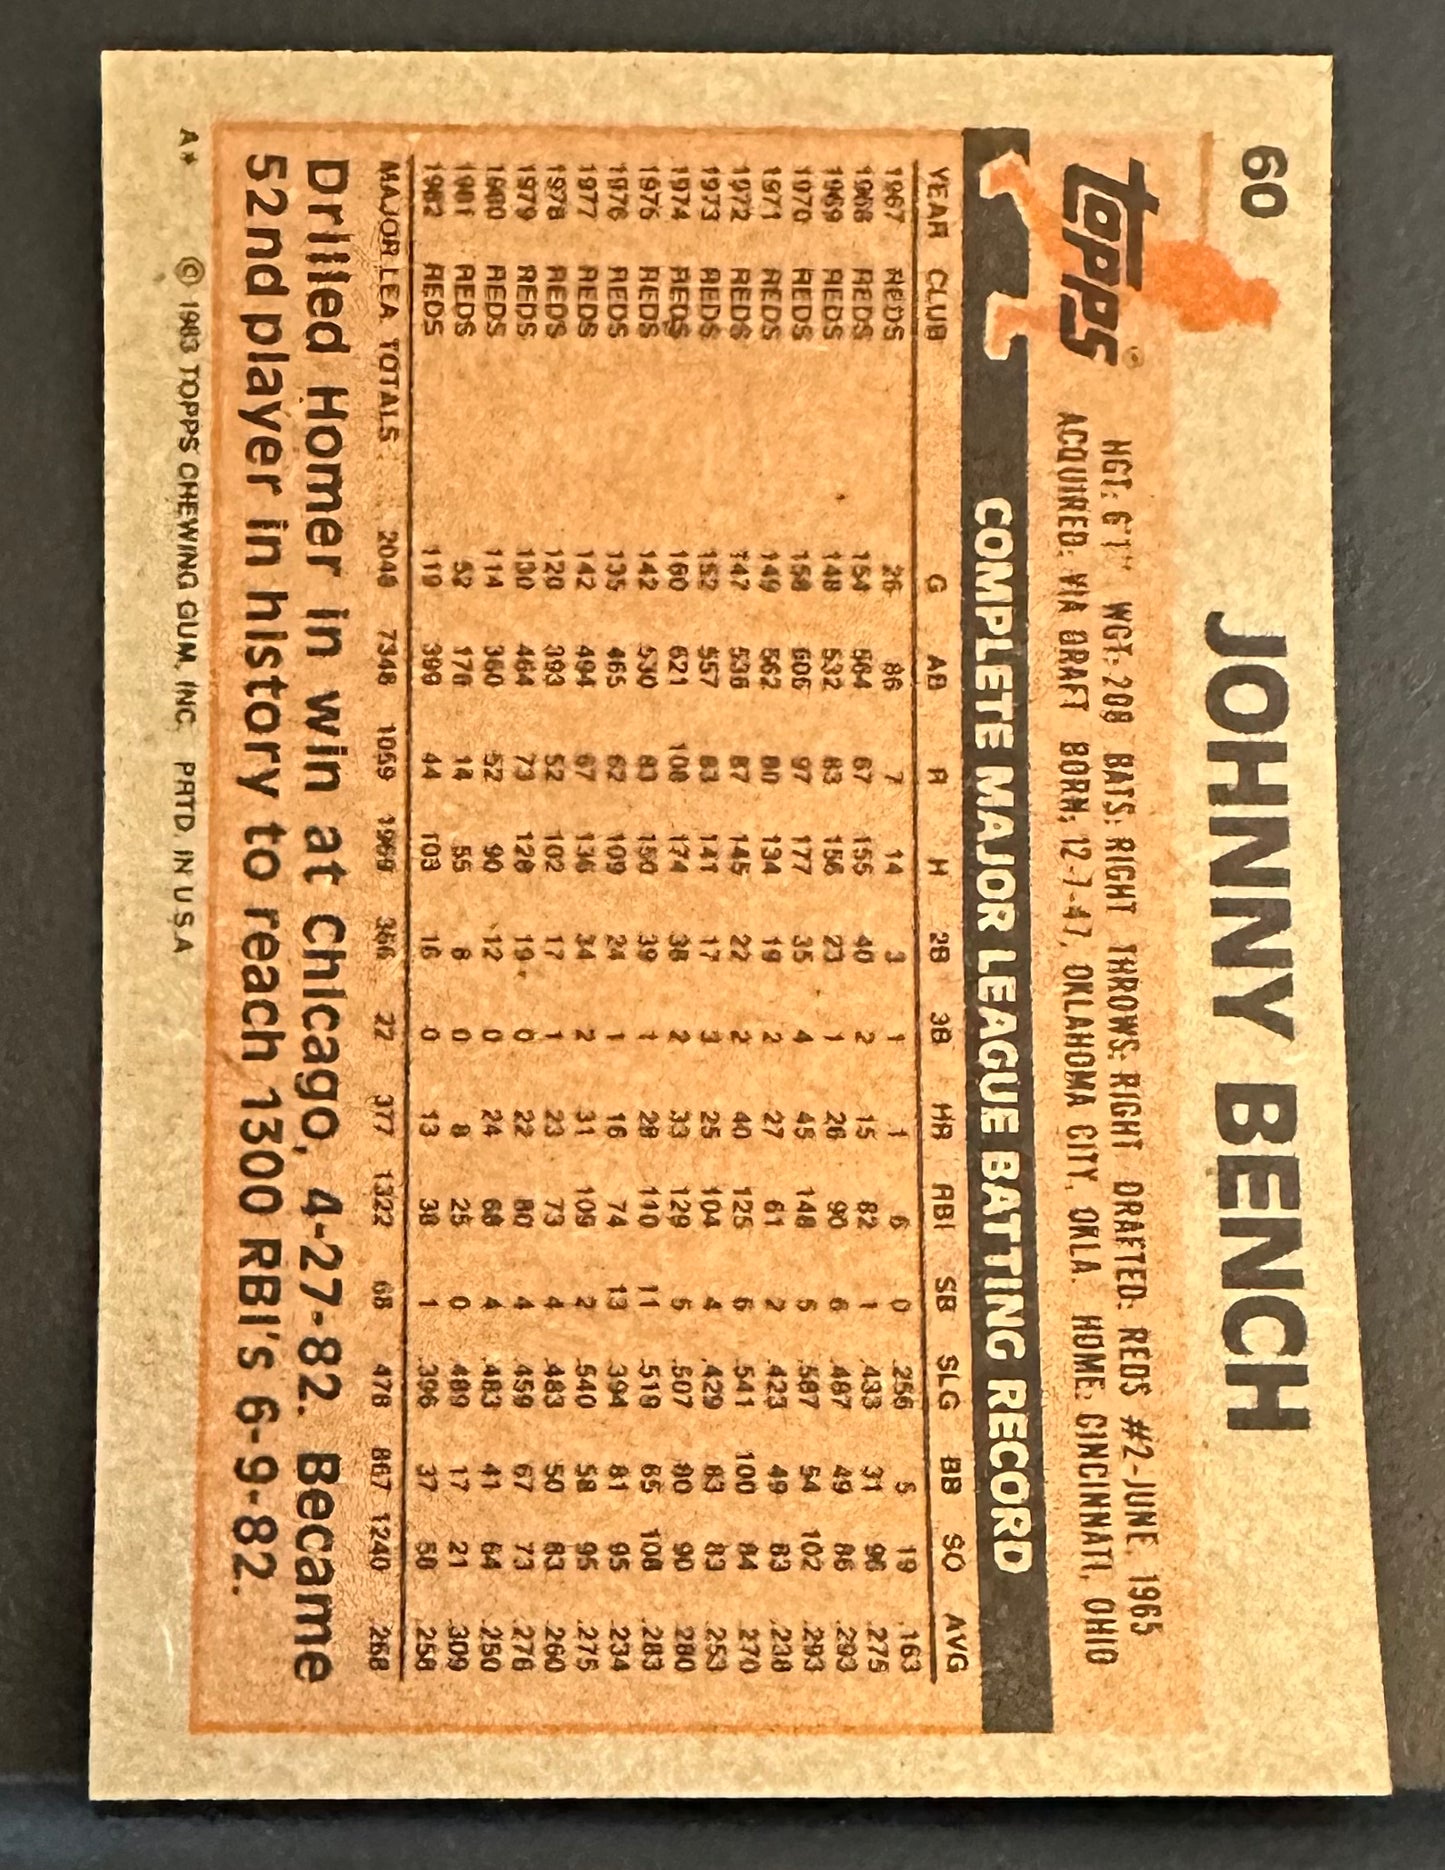 60
JOHNNY BENCH
topps®
HGT: 6'1" WGT: 208 BATS: RIGHT THROWS: RIGHT DRAFTED: REDS #2-JUNE, 1965
ACQUIRED: VIA DRAFT BORN: 12-7-47, OKLAHOMA CITY, OKLA. HOME: CINCINNATI, OHIO
COMPLETE MAJOR LEAGUE BATTING RECORD
YEAR CLUB G AB R H 2B 3B HR RBI SB SLG BB SO AVG
1967 REDS 26 86 7 14 3 1 1 6 0 .256 5 19 .163
1968 REDS 154 564 67 155 40 2 15 82 1 .433 31 96 .275
1969 REDS 148 532 83 156 23 1 26 90 6 .487 49 86 .293
1970 REDS 158 605 97 177 35 4 45 148 5 .587 54 102 .293
1971 REDS 149 562 80 134 19 2 27 61 2 .423 49 83 .238
1972 REDS 147 538 87 145 22 2 40 125 6 .541 100 84 .270
1973 REDS 152 557 83 141 17 3 25 104 4 .429 83 83 .253
1974 REDS 160 621 108 174 38 2 33 129 5 .507 80 90 .280
1975 REDS 142 530 83 150 39 1 28 110 11 .519 65 108 .283
1976 REDS 135 465 62 109 24 1 16 74 13 .394 81 95 .234
1977 REDS 142 494 67 136 34 2 31 109 2 .540 58 95 .275
1978 REDS 120 393 52 102 17 1 23 73 4 .483 50 83 .260
1979 REDS 130 464 73 128 19 0 22 80 4 .459 67 73 .276
1980 REDS 114 360 52 90 12 0 24 68 4 .483 41 64 .250
1981 REDS 52 178 14 55 8 0 8 25 0 .489 17 21 .309
1982 REDS 119 399 44 103 16 0 13 38 1 .396 37 58 .258
MAJOR LEA. TOTALS 2048 7348 1059 1969 366 22 377 1322 68 .478 867 1240 .268
Drilled Homer in win at Chicago, 4-27-82. Became
52nd player in history to reach 1300 RBI's 6-9-82.
A* © 1983 TOPPS CHEWING GUM, INC. PRTD. IN U.S.A.